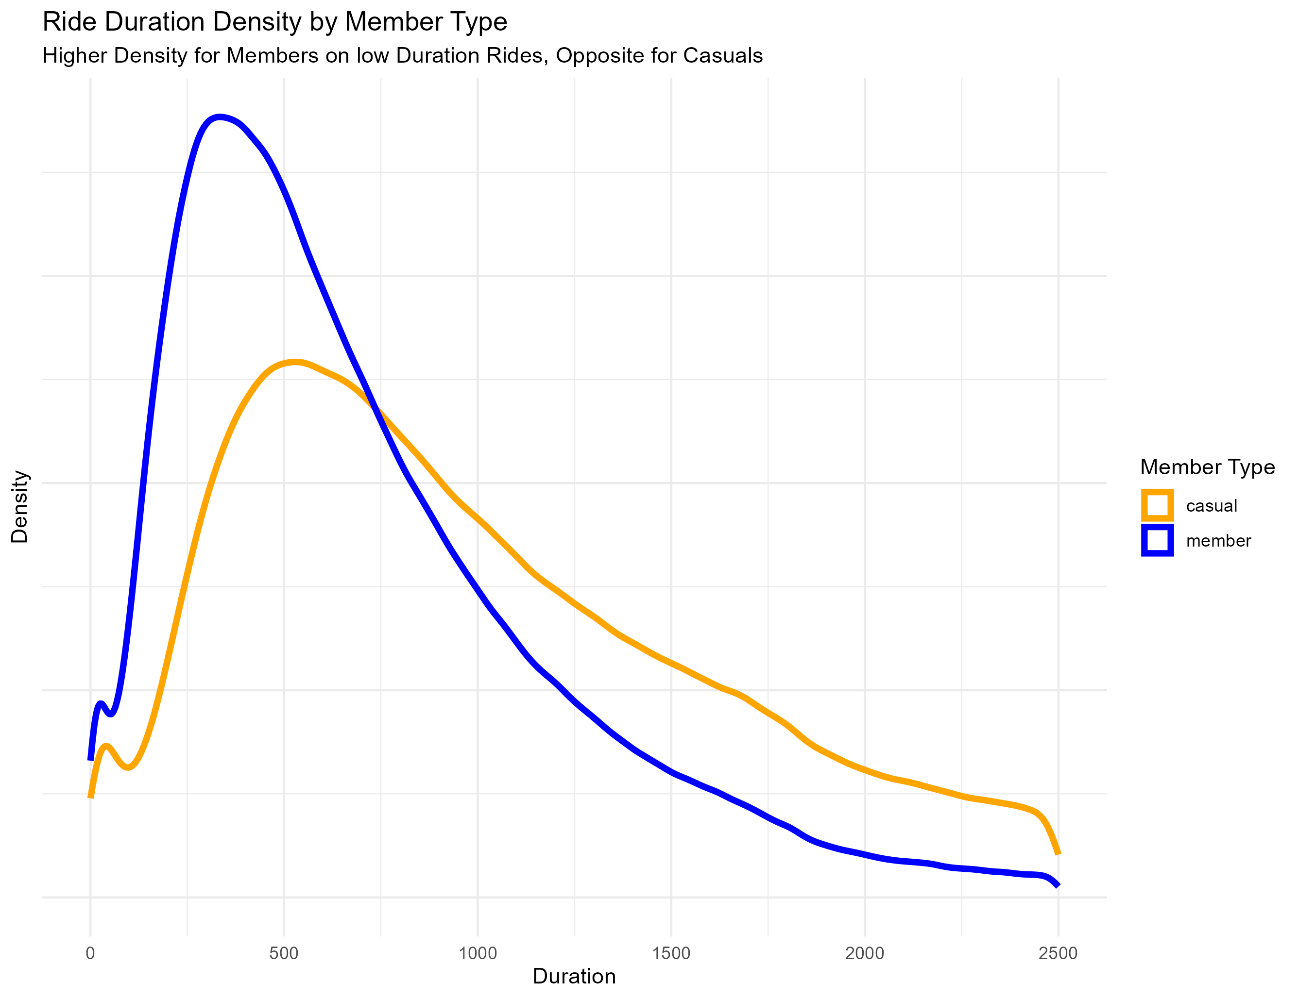 Ride Duration Density by Member Type
Higher Density for Members on low Duration Rides, Opposite for Casuals
Density
Member Type
casual
member
0 500 1000 1500 2000 2500
Duration